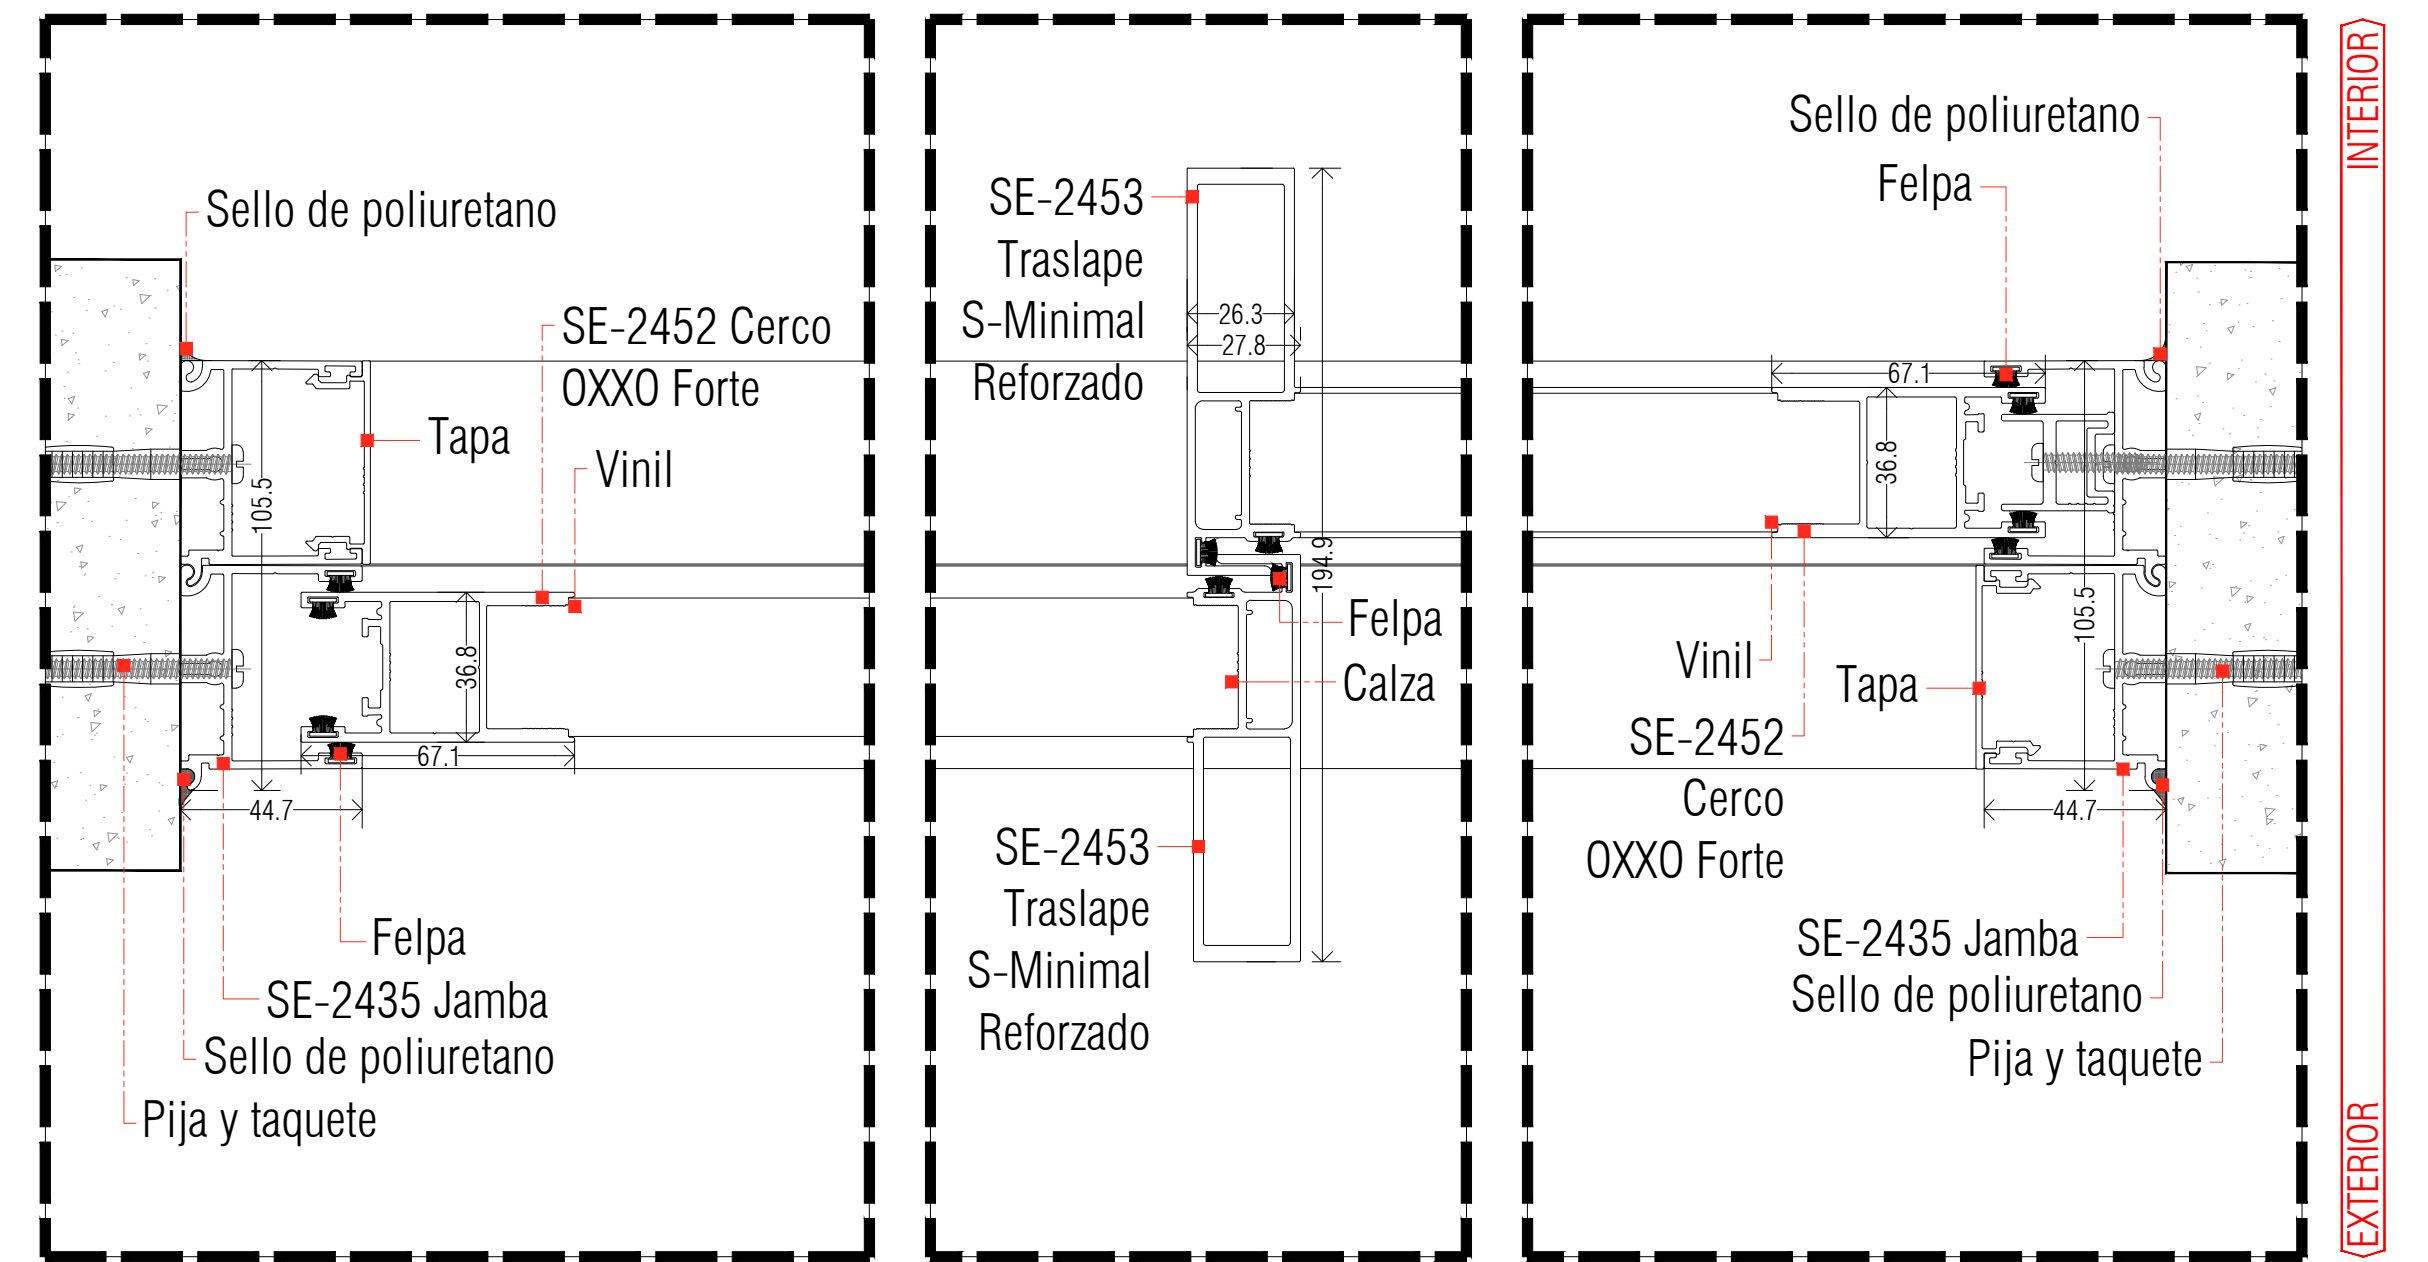 Sello de poliuretano
SE-2452 Cerco
OXXO Forte
Tapa
Vinil
105.5
36.8
67.1
44.7
Felpa
SE-2435 Jamba
Sello de poliuretano
Pija y taquete
SE-2453
Traslape
S-Minimal
Reforzado
26.3
27.8
194.9
Felpa
Calza
SE-2453
Traslape
S-Minimal
Reforzado
Sello de poliuretano
Felpa
67.1
36.8
105.5
Vinil
Tapa
SE-2452
Cerco
OXXO Forte
44.7
SE-2435 Jamba
Sello de poliuretano
Pija y taquete
INTERIOR
EXTERIOR